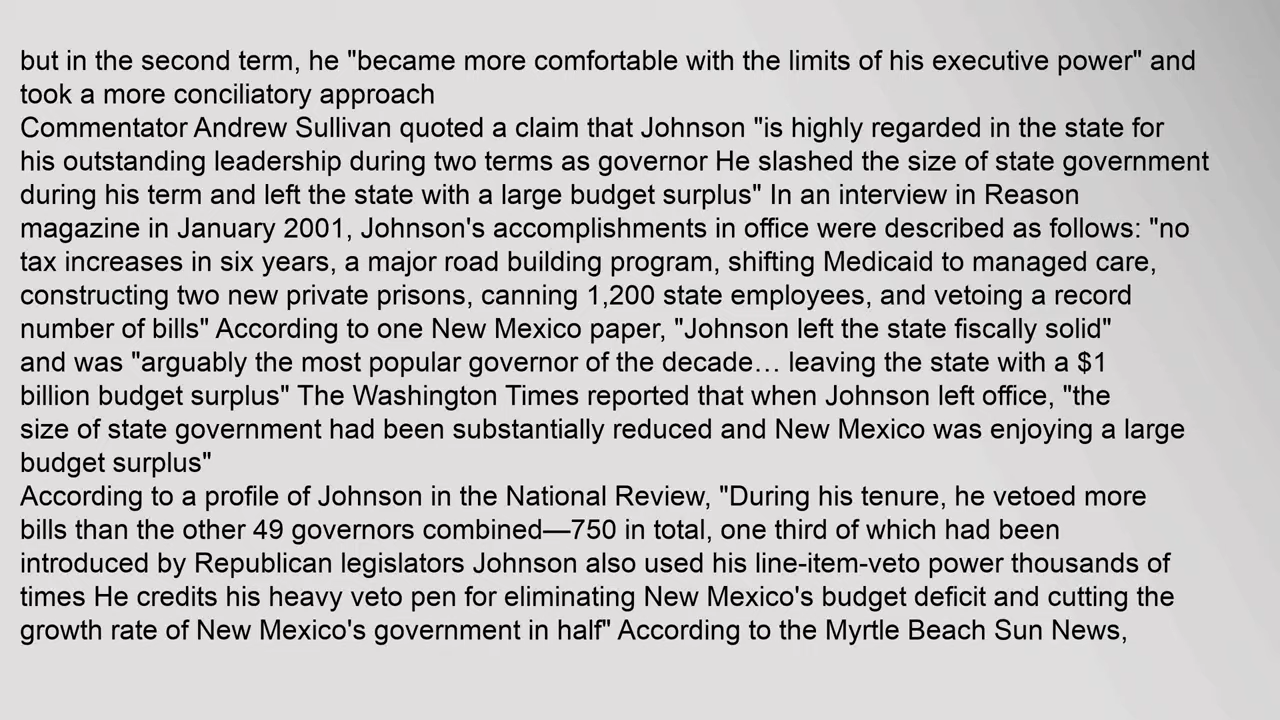 but in the second term, he "became more comfortable with the limits of his executive power" and
took a more conciliatory approach
Commentator Andrew Sullivan quoted a claim that Johnson "is highly regarded in the state for
his outstanding leadership during two terms as governor He slashed the size of state government
during his term and left the state with a large budget surplus" In an interview in Reason
magazine in January 2001, Johnson's accomplishments in office were described as follows: "no
tax increases in six years, a major road building program, shifting Medicaid to managed care,
constructing two new private prisons, canning 1,200 state employees, and vetoing a record
number of bills" According to one New Mexico paper, "Johnson left the state fiscally solid"
and was "arguably the most popular governor of the decade… leaving the state with a $1
billion budget surplus" The Washington Times reported that when Johnson left office, "the
size of state government had been substantially reduced and New Mexico was enjoying a large
budget surplus"
According to a profile of Johnson in the National Review, "During his tenure, he vetoed more
bills than the other 49 governors combined—750 in total, one third of which had been
introduced by Republican legislators Johnson also used his line-item-veto power thousands of
times He credits his heavy veto pen for eliminating New Mexico's budget deficit and cutting the
growth rate of New Mexico's government in half" According to the Myrtle Beach Sun News,